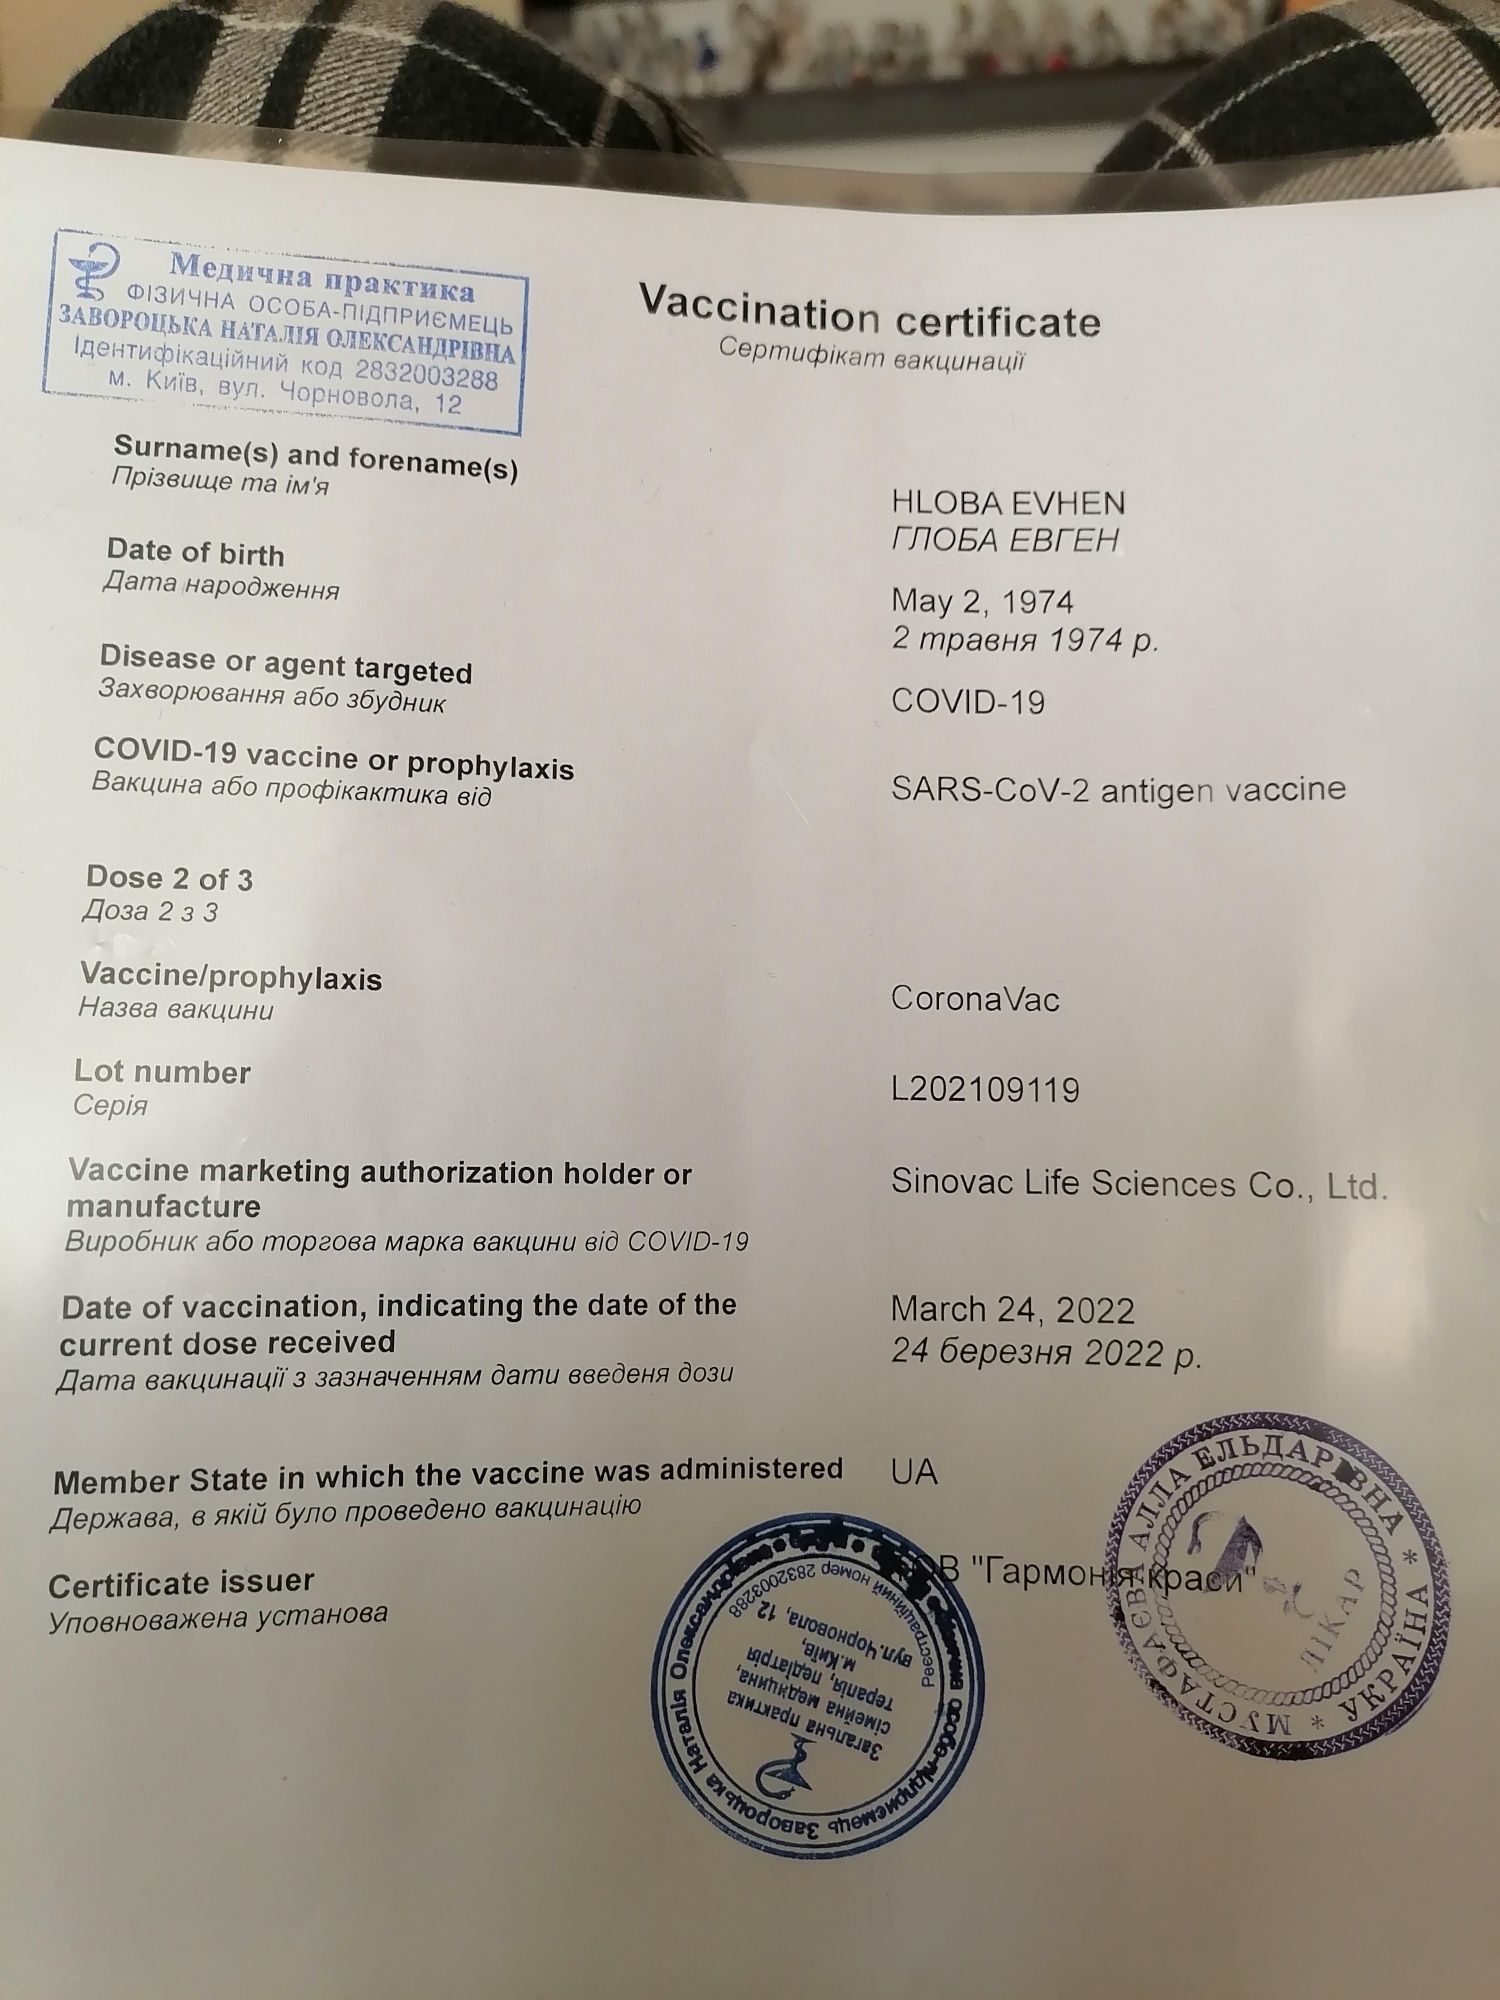 Медична практика
ФІЗИЧНА ОСОБА-ПІДПРИЄМЕЦЬ
ЗАВОРОЦЬКА НАТАЛІЯ ОЛЕКСАНДРІВНА
Ідентифікаційний код 2832003288
м. Київ, вул. Чорновола, 12
Vaccination certificate
Сертифікат вакцинації
Surname(s) and forename(s)
Прізвище та ім'я
HLOBA EVHEN
ГЛОБА ЕВГЕН
Date of birth
Дата народження
May 2, 1974
2 травня 1974 р.
Disease or agent targeted
Захворювання або збудник
COVID-19
COVID-19 vaccine or prophylaxis
Вакцина або профікактика від
SARS-CoV-2 antigen vaccine
Dose 2 of 3
Доза 2 з 3
Vaccine/prophylaxis
Назва вакцини
CoronaVac
Lot number
Серія
L202109119
Vaccine marketing authorization holder or
manufacture
Виробник або торгова марка вакцини від COVID-19
Sinovac Life Sciences Co., Ltd.
Date of vaccination, indicating the date of the
current dose received
Дата вакцинації з зазначенням дати введеня дози
March 24, 2022
24 березня 2022 р.
Member State in which the vaccine was administered
Держава, в якій було проведено вакцинацію
UA
Certificate issuer
Уповноважена установа
"Гармонія краси"
фізична особа-підприємець Завороцька Наталія Олександрівна
Реєстраційний номер 2832003288
вул. Чорновола, 12
м.Київ,
терапія, педіатрія
сімейна медицина,
Загальна практика
МУСТАФАЄВА АЛЛА ЕЛЬДАРІВНА * УКРАЇНА *
ЛІКАР